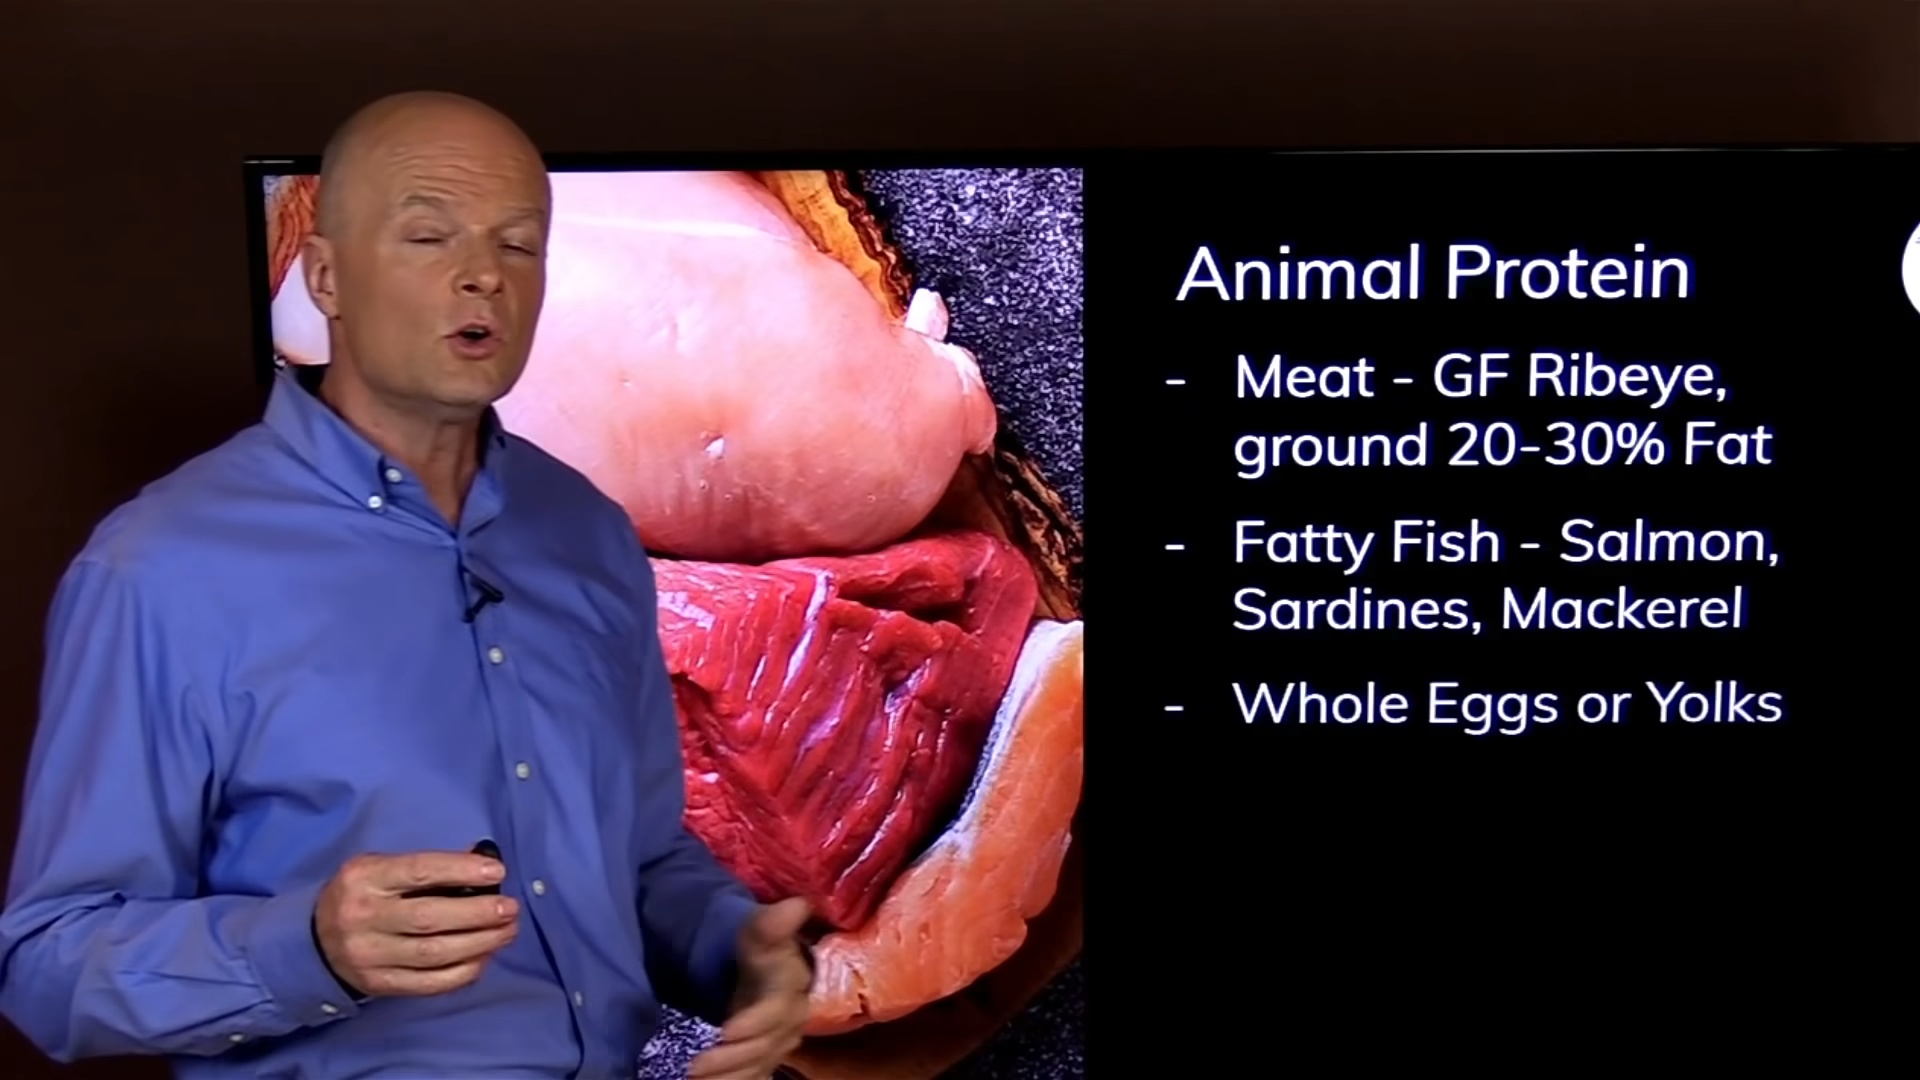 Animal Protein
- Meat - GF Ribeye,
ground 20-30% Fat
- Fatty Fish - Salmon,
Sardines, Mackerel
- Whole Eggs or Yolks